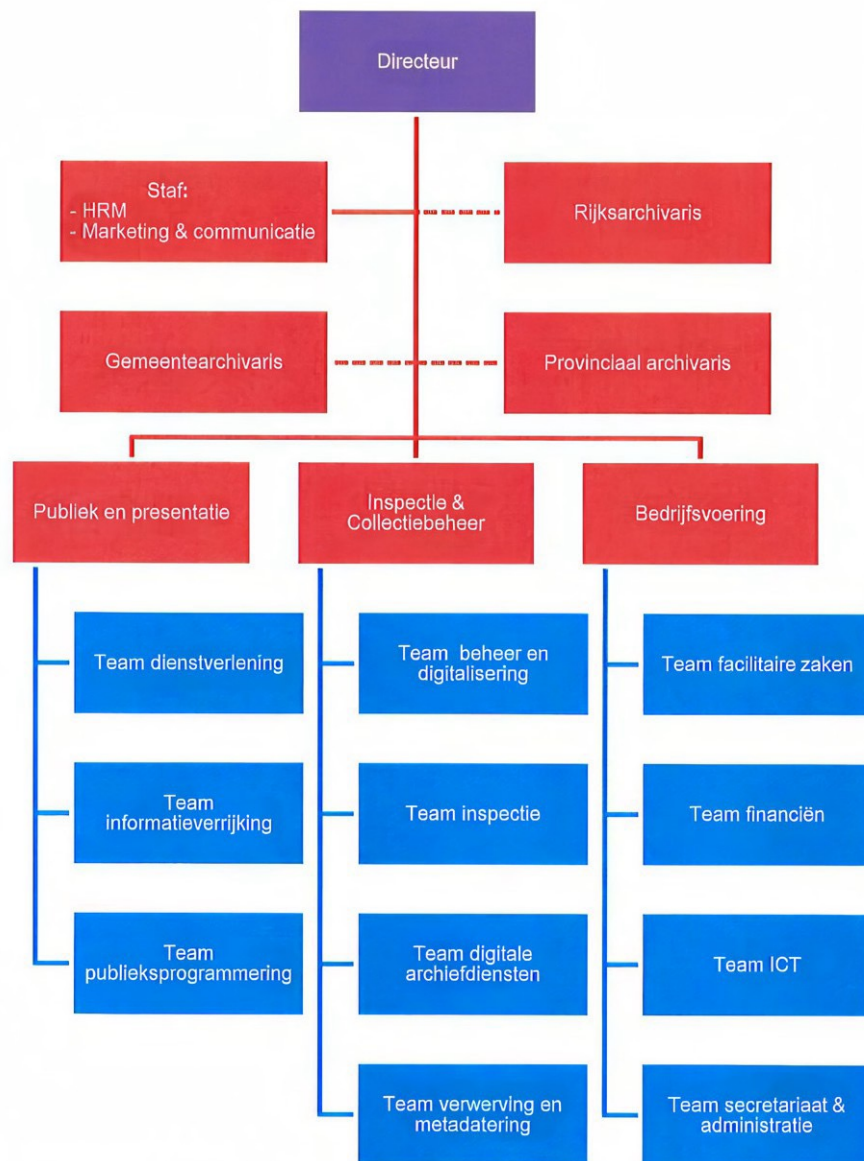 Directeur
Staf:
- HRM
- Marketing & communicatie
Rijksarchivaris
Gemeentearchivaris
Provinciaal archivaris
Publiek en presentatie
Inspectie &
Collectiebeheer
Bedrijfsvoering
Team dienstverlening
Team beheer en
digitalisering
Team facilitaire zaken
Team
informatieverrijking
Team inspectie
Team financiën
Team
publieksprogrammering
Team digitale
archiefdiensten
Team ICT
Team verwerving en
metadatering
Team secretariaat &
administratie